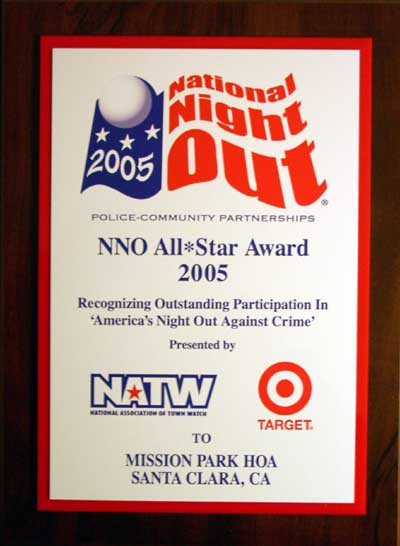 National
Night
Out®
2005
POLICE-COMMUNITY PARTNERSHIPS
NNO All*Star Award
2005
Recognizing Outstanding Participation In
‘America's Night Out Against Crime’
Presented by
NATW
NATIONAL ASSOCIATION OF TOWN WATCH
TARGET®
TO
MISSION PARK HOA
SANTA CLARA, CA